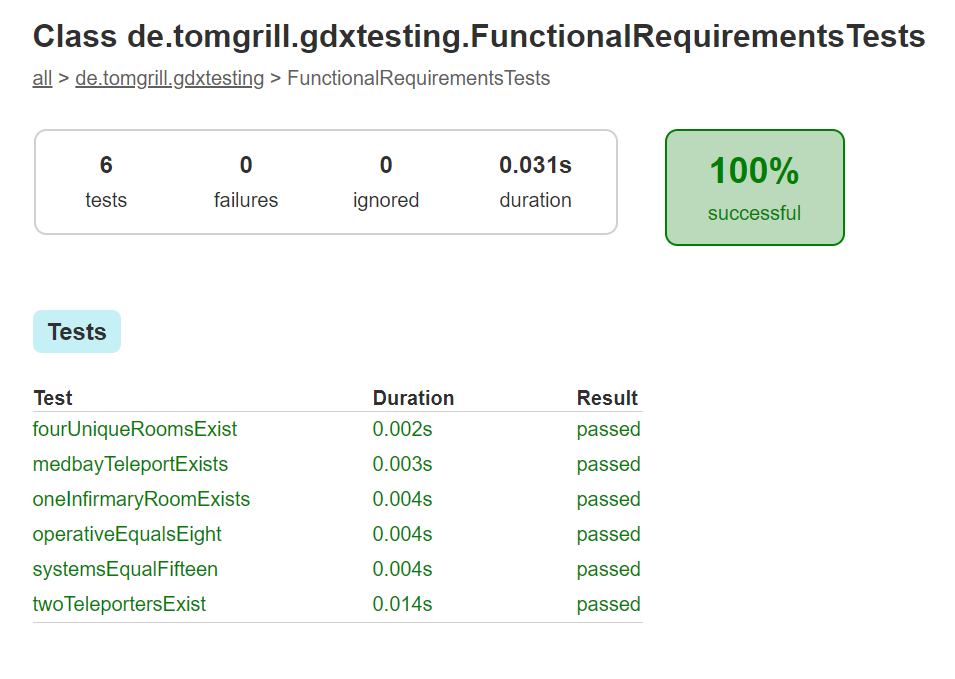 Class de.tomgrill.gdxtesting.FunctionalRequirementsTests
all > de.tomgrill.gdxtesting > FunctionalRequirementsTests
6 0 0 0.031s
tests failures ignored duration
100%
successful
Tests
Test Duration Result
fourUniqueRoomsExist 0.002s passed
medbayTeleportExists 0.003s passed
oneInfirmaryRoomExists 0.004s passed
operativeEqualsEight 0.004s passed
systemsEqualFifteen 0.004s passed
twoTeleportersExist 0.014s passed